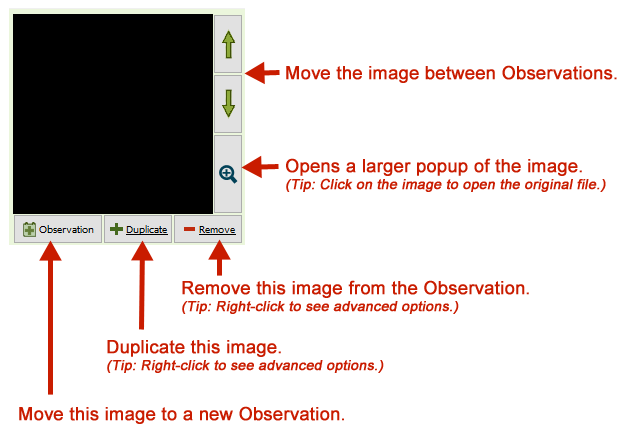 Move the image between Observations.
Opens a larger popup of the image.
(Tip: Click on the image to open the original file.)
Observation
Duplicate
Remove
Remove this image from the Observation.
(Tip: Right-click to see advanced options.)
Duplicate this image.
(Tip: Right-click to see advanced options.)
Move this image to a new Observation.